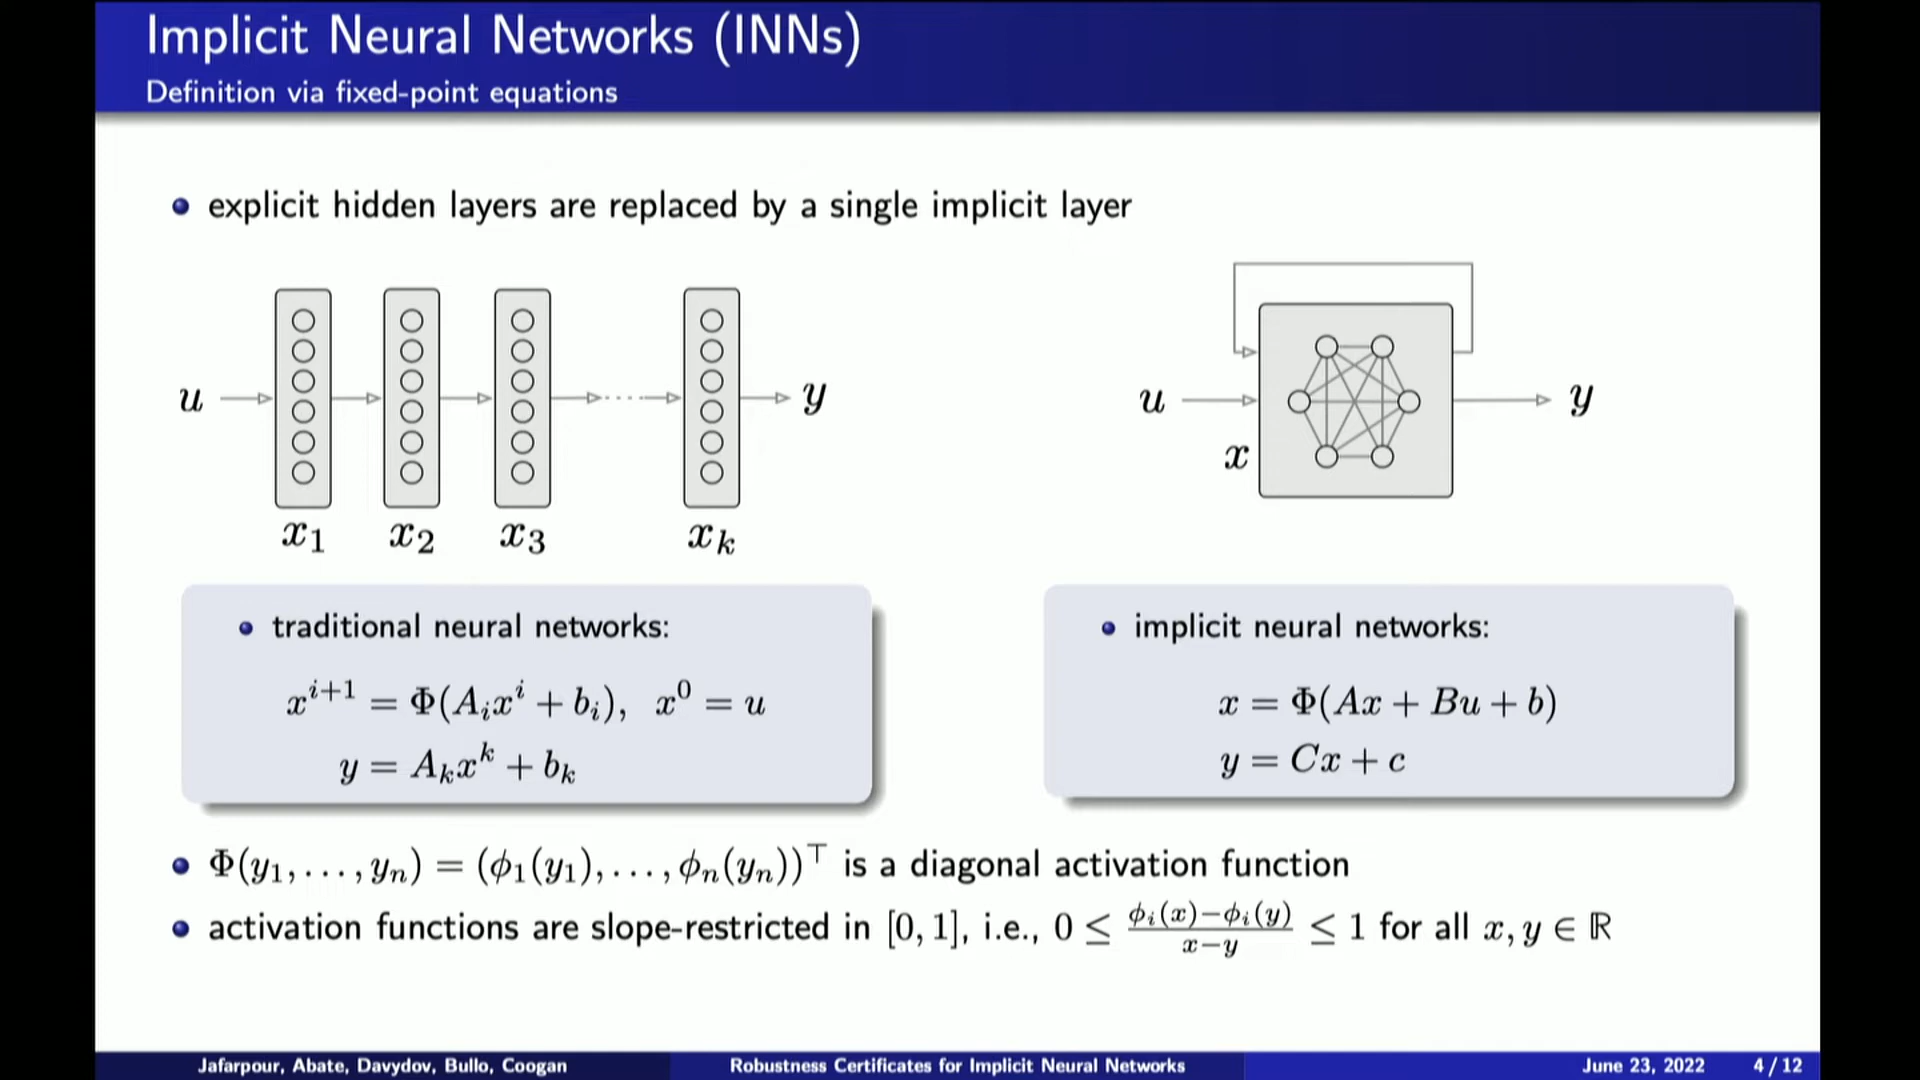 Implicit Neural Networks (INNs)
Definition via fixed-point equations
explicit hidden layers are replaced by a single implicit layer
u
y
x₁ x₂ x₃ xₖ
u
x
y
traditional neural networks:
xⁱ⁺¹ = Φ(Aᵢxⁱ + bᵢ), x⁰ = u
y = Aₖxᵏ + bₖ
implicit neural networks:
x = Φ(Ax + Bu + b)
y = Cx + c
Φ(y₁, . . . , yₙ) = (ϕ₁(y₁), . . . , ϕₙ(yₙ))⊤ is a diagonal activation function
activation functions are slope-restricted in [0, 1], i.e., 0 ≤ (ϕᵢ(x)−ϕᵢ(y))/(x−y) ≤ 1 for all x, y ∈ ℝ
Jafarpour, Abate, Davydov, Bullo, Coogan Robustness Certificates for Implicit Neural Networks June 23, 2022 4 / 12